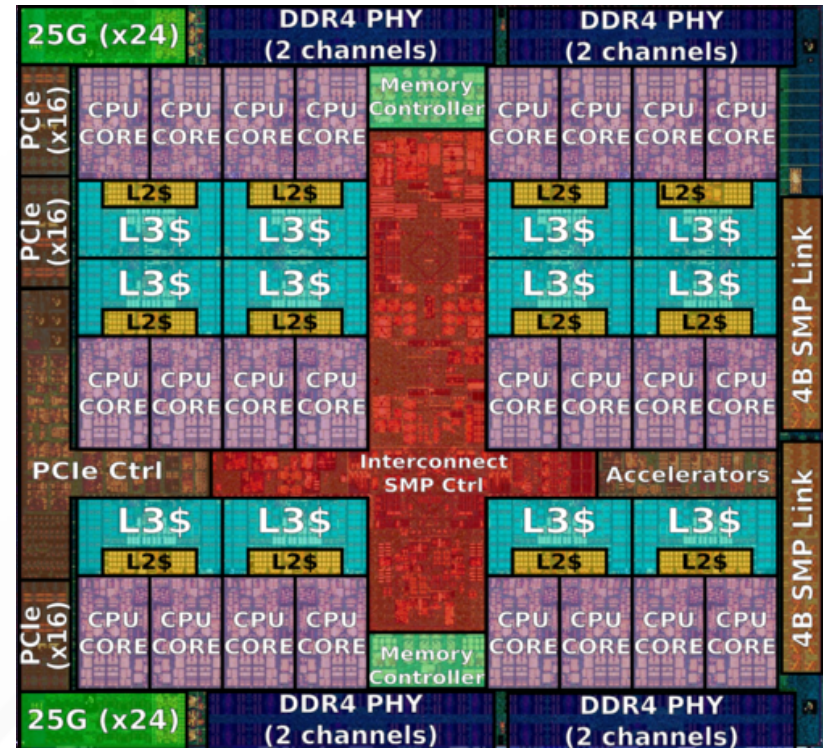 25G (x24)
DDR4 PHY
(2 channels)
DDR4 PHY
(2 channels)
PCIe
(x16)
CPU
CORE
CPU
CORE
CPU
CORE
CPU
CORE
Memory
Controller
CPU
CORE
CPU
CORE
CPU
CORE
CPU
CORE
PCIe
(x16)
L2$
L2$
L2$
L2$
L3$
L3$
L3$
L3$
L3$
L3$
L3$
L3$
L2$
L2$
L2$
L2$
4B SMP Link
CPU
CORE
CPU
CORE
CPU
CORE
CPU
CORE
CPU
CORE
CPU
CORE
CPU
CORE
CPU
CORE
PCIe Ctrl
Interconnect
SMP Ctrl
Accelerators
L3$
L3$
L3$
L3$
L2$
L2$
L2$
L2$
4B SMP Link
PCIe
(x16)
CPU
CORE
CPU
CORE
CPU
CORE
CPU
CORE
Memory
Controller
CPU
CORE
CPU
CORE
CPU
CORE
CPU
CORE
25G (x24)
DDR4 PHY
(2 channels)
DDR4 PHY
(2 channels)